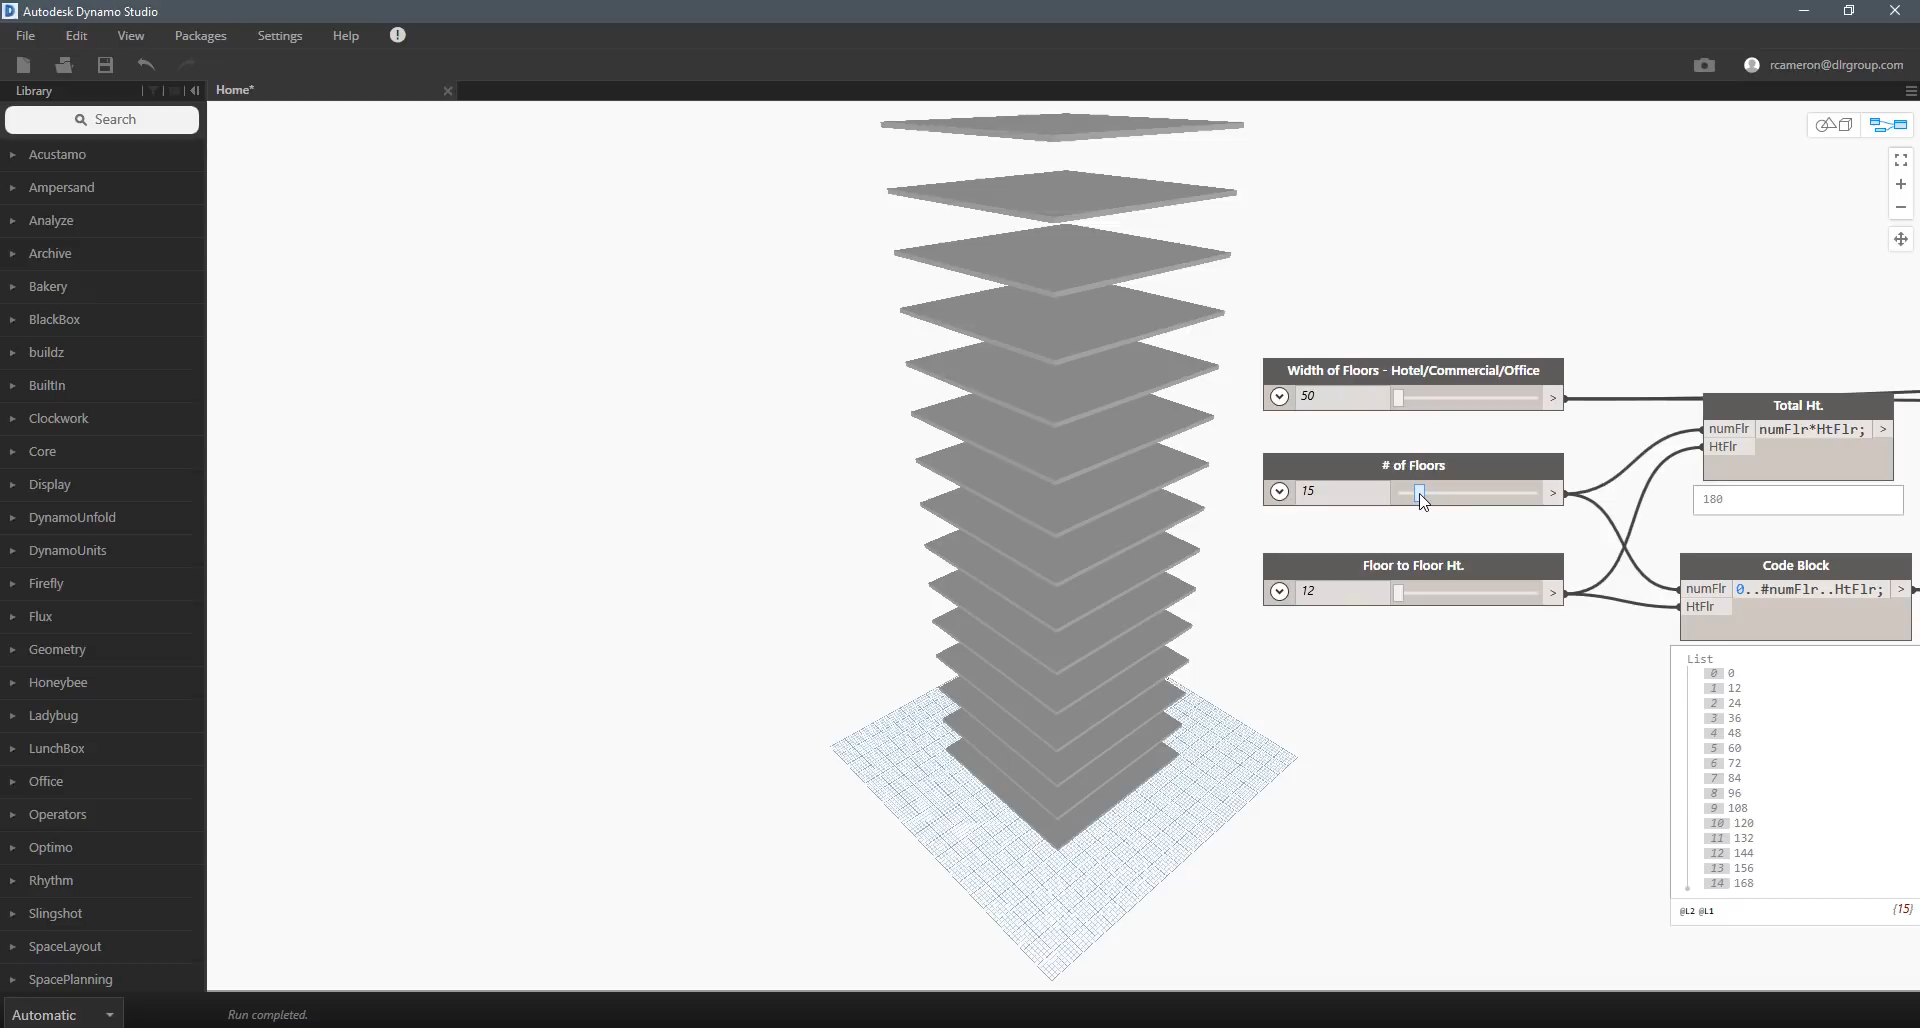 Autodesk Dynamo Studio
File Edit View Packages Settings Help
rcameron@dlrgroup.com
Library
Home*
Search
Acustamo
Ampersand
Analyze
Archive
Bakery
BlackBox
buildz
BuiltIn
Clockwork
Core
Display
DynamoUnfold
DynamoUnits
Firefly
Flux
Geometry
Honeybee
Ladybug
LunchBox
Office
Operators
Optimo
Rhythm
Slingshot
SpaceLayout
SpacePlanning
Width of Floors - Hotel/Commercial/Office
50 >
# of Floors
15 >
Floor to Floor Ht.
12 >
Total Ht.
numFlr numFlr*HtFlr; >
HtFlr
180
Code Block
numFlr 0..#numFlr..HtFlr; >
HtFlr
List
0 0
1 12
2 24
3 36
4 48
5 60
6 72
7 84
8 96
9 108
10 120
11 132
12 144
13 156
14 168
@L2 @L1 {15}
Automatic
Run completed.